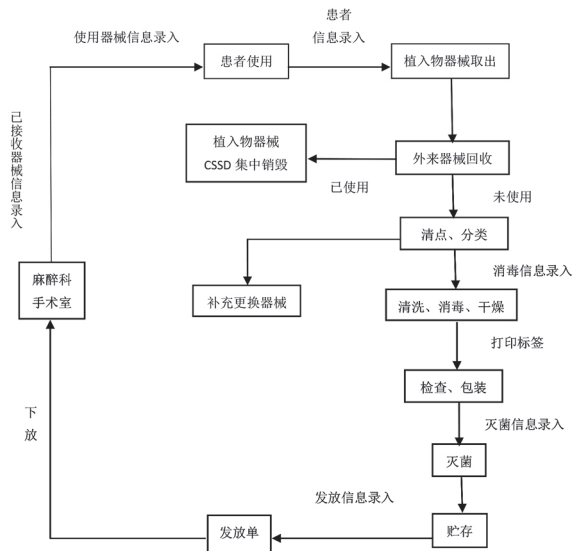 患者
使用器械信息录入
信息录入
患者使用
植入物器械取出
已接收器械信息录入
植入物器械
CSSD 集中销毁
外来器械回收
已使用
未使用
清点、分类
消毒信息录入
麻醉科
手术室
补充更换器械
清洗、消毒、干燥
打印标签
检查、包装
下放
灭菌信息录入
灭菌
发放信息录入
发放单
贮存